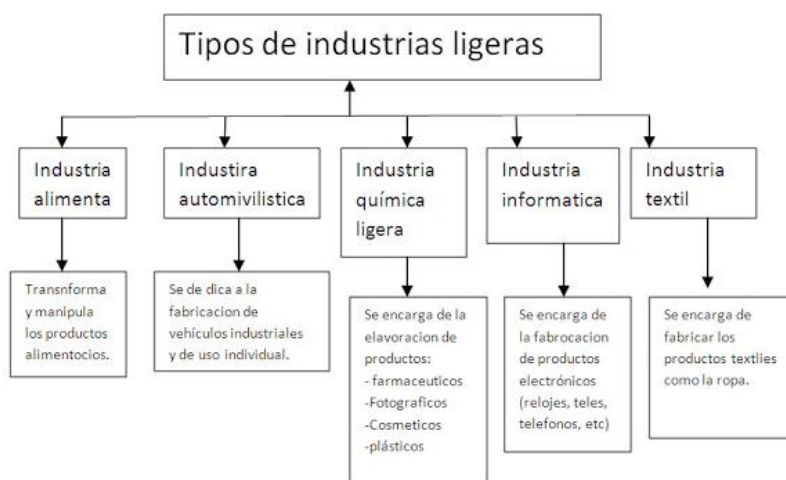 Tipos de industrias ligeras
Industria
alimenta
Industira
automivilistica
Industria
química
ligera
Industria
informatica
Industria
textil
Transnforma
y manipula
los productos
alimentocios.
Se de dica a la
fabricacion de
vehículos industriales
y de uso individual.
Se encarga de la
elavoracion de
productos:
- farmaceuticos
-Fotograficos
-Cosmeticos
-plásticos
Se encarga de
la fabrocacion
de productos
electrónicos
(relojes, teles,
telefonos, etc)
Se encarga de
fabricar los
productos textlies
como la ropa.